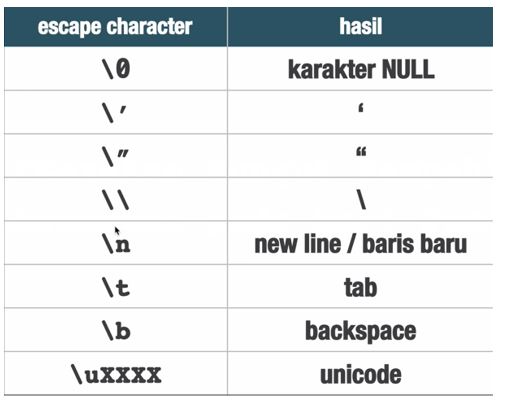 escape character hasil
\0 karakter NULL
\’ ‘
\” “
\\ \
\n new line / baris baru
\t tab
\b backspace
\uXXXX unicode